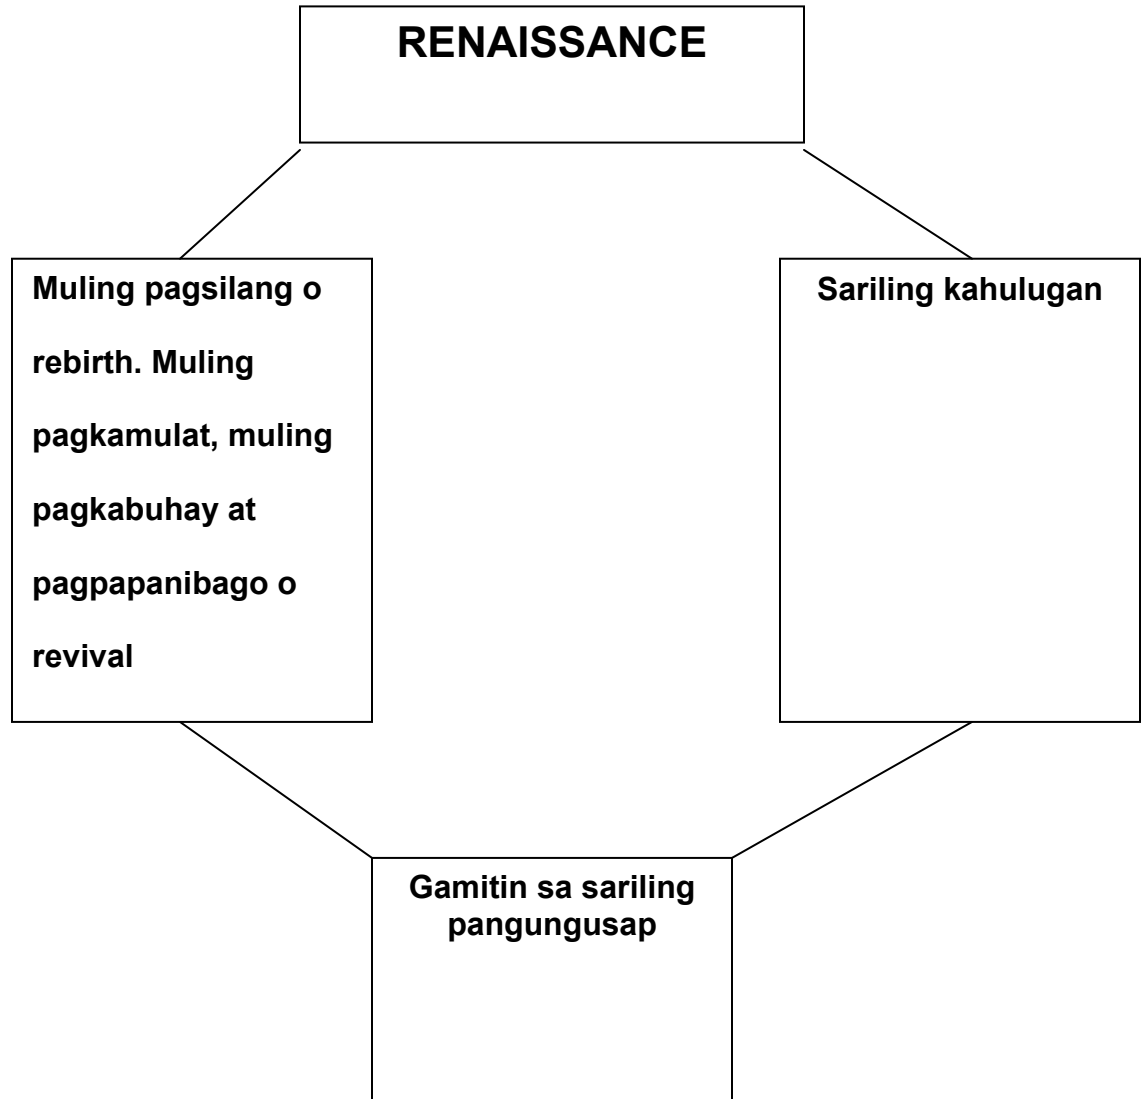 RENAISSANCE
Muling pagsilang o
rebirth. Muling
pagkamulat, muling
pagkabuhay at
pagpapanibago o
revival
Sariling kahulugan
Gamitin sa sariling
pangungusap